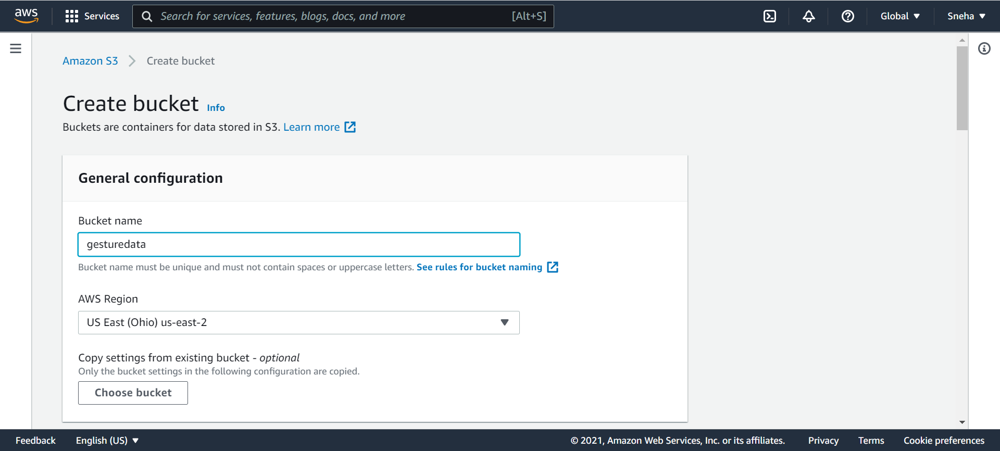 aws Services Search for services, features, blogs, docs, and more [Alt+S] Global Sneha
Amazon S3 Create bucket
Create bucket Info
Buckets are containers for data stored in S3. Learn more
General configuration
Bucket name
gesturedata
Bucket name must be unique and must not contain spaces or uppercase letters. See rules for bucket naming
AWS Region
US East (Ohio) us-east-2
Copy settings from existing bucket - optional
Only the bucket settings in the following configuration are copied.
Choose bucket
Feedback English (US) © 2021, Amazon Web Services, Inc. or its affiliates. Privacy Terms Cookie preferences